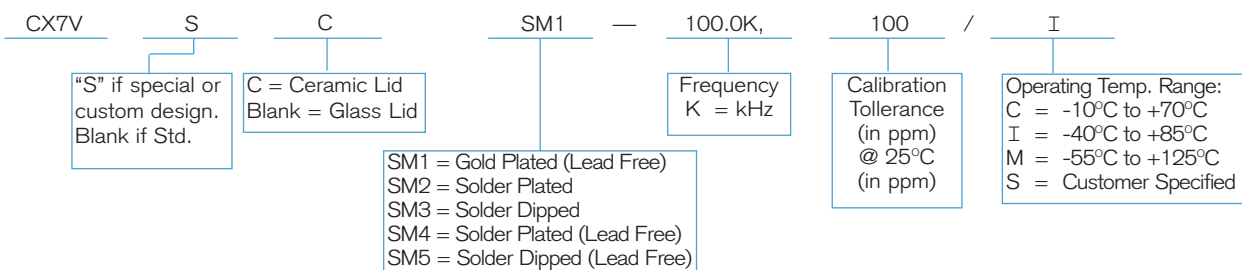 CX7V S C SM1 — 100.0K, 100 / I
“S” if special or
custom design.
Blank if Std.
C = Ceramic Lid
Blank = Glass Lid
SM1 = Gold Plated (Lead Free)
SM2 = Solder Plated
SM3 = Solder Dipped
SM4 = Solder Plated (Lead Free)
SM5 = Solder Dipped (Lead Free)
Frequency
K = kHz
Calibration
Tollerance
(in ppm)
@ 25°C
(in ppm)
Operating Temp. Range:
C = -10°C to +70°C
I = -40°C to +85°C
M = -55°C to +125°C
S = Customer Specified